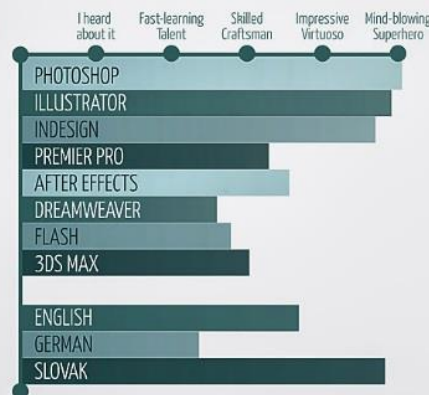 I heard
about it
Fast-learning
Talent
Skilled
Craftsman
Impressive
Virtuoso
Mind-blowing
Superhero
PHOTOSHOP
ILLUSTRATOR
INDESIGN
PREMIER PRO
AFTER EFFECTS
DREAMWEAVER
FLASH
3DS MAX
ENGLISH
GERMAN
SLOVAK